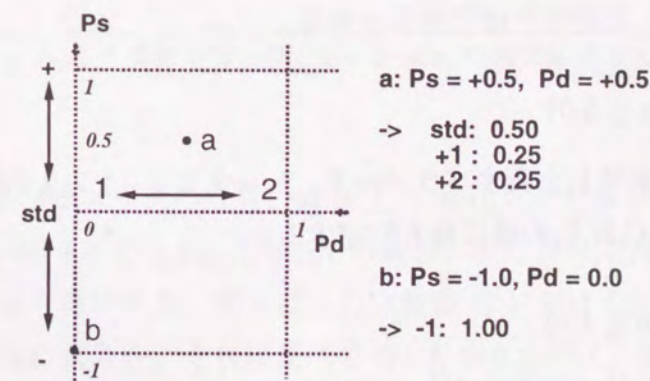 Ps
+
1
a: Ps = +0.5, Pd = +0.5
0.5
a
-> std: 0.50
+1 : 0.25
+2 : 0.25
1 2
std
0 1
Pd
b: Ps = -1.0, Pd = 0.0
b
-> -1: 1.00
-
-1